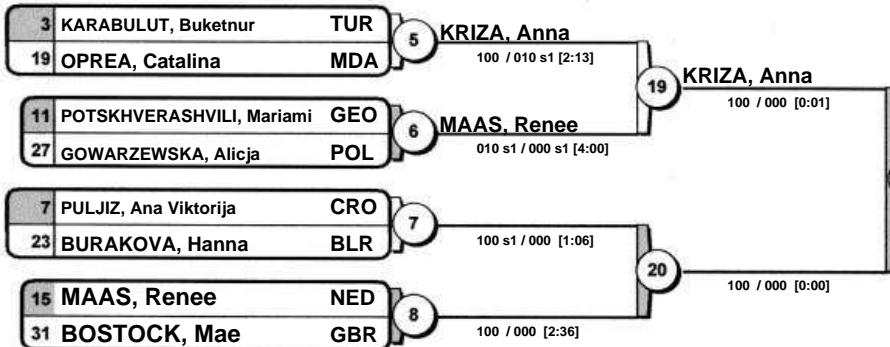 3 KARABULUT, Buketnur TUR
19 OPREA, Catalina MDA
5 KRIZA, Anna
100 / 010 s1 [2:13]
19 KRIZA, Anna
100 / 000 [0:01]
11 POTSKHVERASHVILI, Mariami GEO
27 GOWARZEWSKA, Alicja POL
6 MAAS, Renee
010 s1 / 000 s1 [4:00]
7 PULJIZ, Ana Viktorija CRO
23 BURAKOVA, Hanna BLR
7
100 s1 / 000 [1:06]
20
100 / 000 [0:00]
15 MAAS, Renee NED
31 BOSTOCK, Mae GBR
8
100 / 000 [2:36]